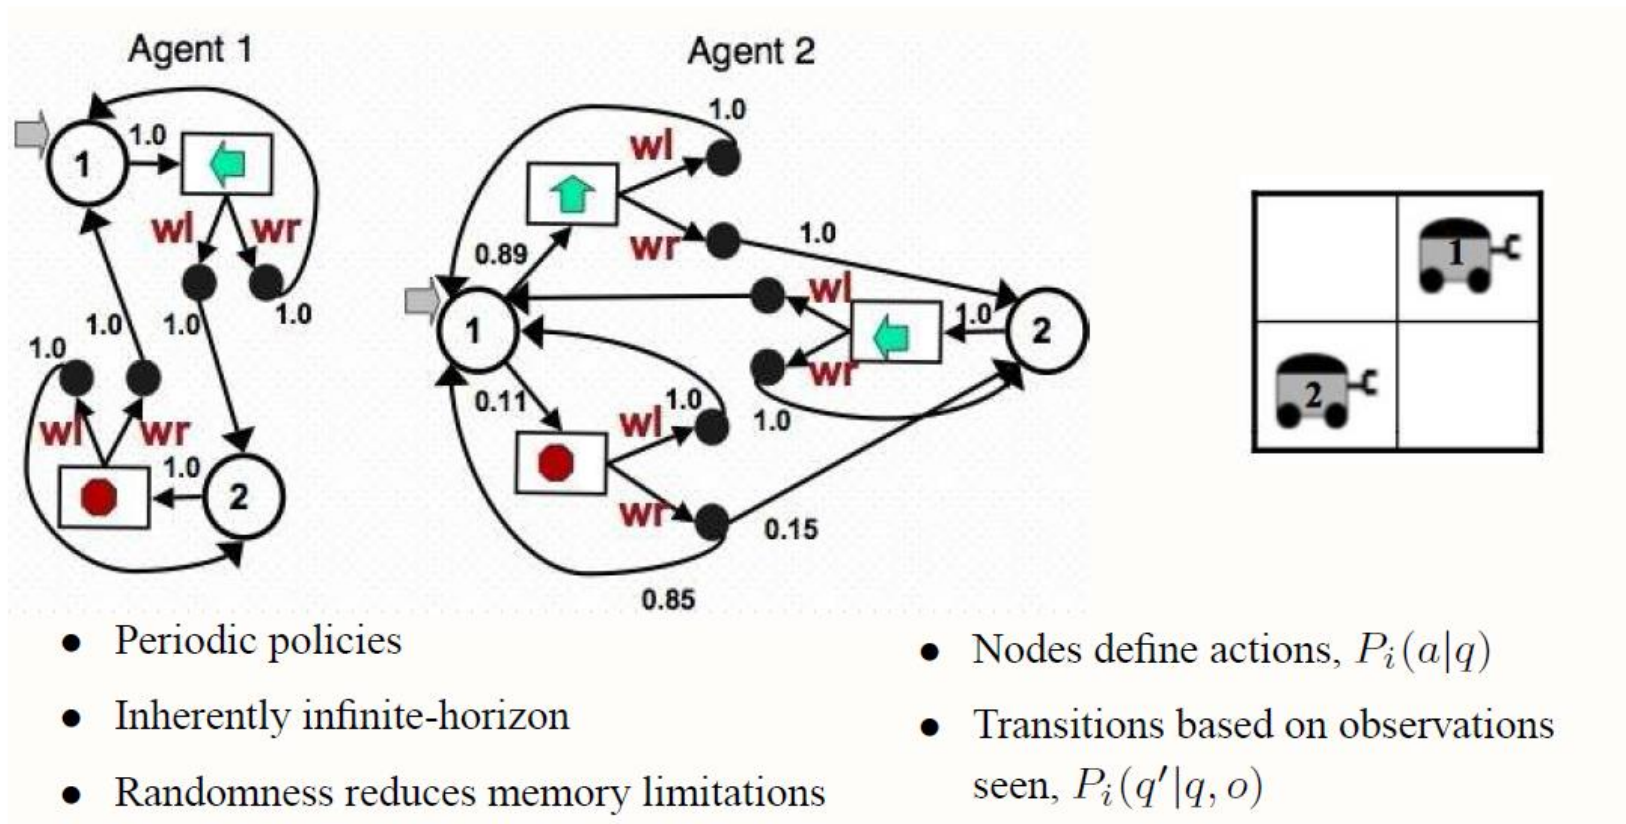 Agent 1
1
1.0
wl
wr
1.0
1.0
1.0
1.0
wl
wr
1.0
2
Agent 2
1.0
wl
wr
1.0
0.89
1
wl
1.0
2
wr
1.0
0.11
wl
1.0
wr
0.15
0.85
1
2
● Periodic policies
● Inherently infinite-horizon
● Randomness reduces memory limitations
● Nodes define actions, P_i(a|q)
● Transitions based on observations
seen, P_i(q′|q, o)